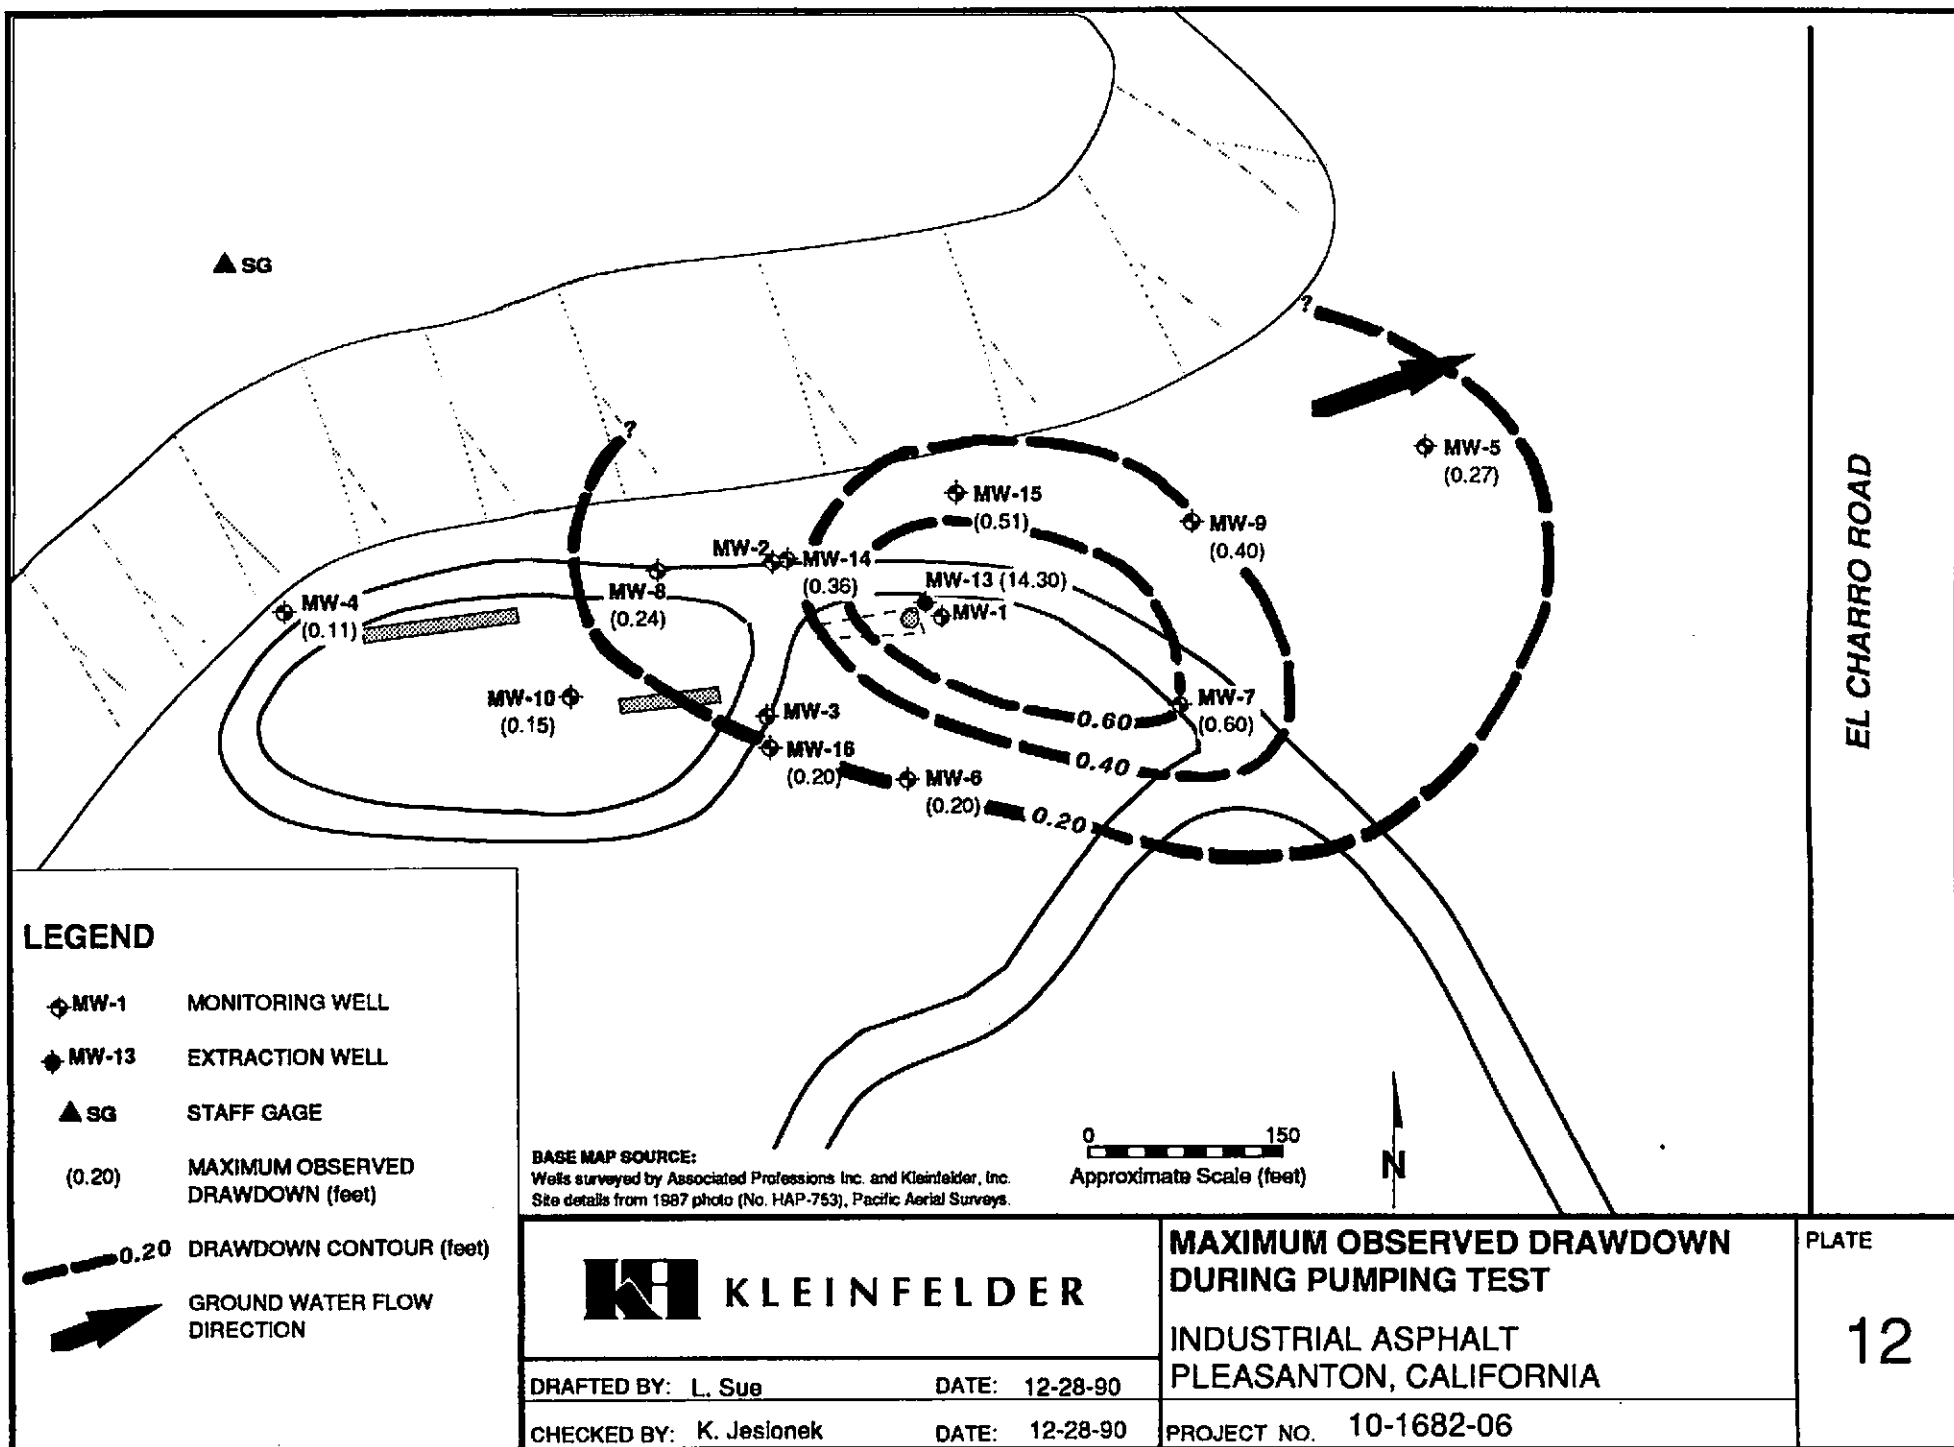 SG
?
?
MW-5
(0.27)
MW-15
(0.51)
MW-9
(0.40)
MW-2
MW-14
(0.36)
MW-13 (14.30)
MW-8
(0.24)
MW-4
(0.11)
MW-1
MW-10
(0.15)
MW-3
MW-7
(0.60)
0.60
MW-16
(0.20)
0.40
MW-6
(0.20)
0.20
EL CHARRO ROAD
LEGEND
MW-1 MONITORING WELL
MW-13 EXTRACTION WELL
SG STAFF GAGE
(0.20) MAXIMUM OBSERVED
DRAWDOWN (feet)
0.20 DRAWDOWN CONTOUR (feet)
GROUND WATER FLOW
DIRECTION
BASE MAP SOURCE:
Wells surveyed by Associated Professions Inc. and Kleinfelder, Inc.
Site details from 1987 photo (No. HAP-753), Pacific Aerial Surveys.
0 150
Approximate Scale (feet)
N
KLEINFELDER
DRAFTED BY: L. Sue DATE: 12-28-90
CHECKED BY: K. Jesionek DATE: 12-28-90
MAXIMUM OBSERVED DRAWDOWN
DURING PUMPING TEST
INDUSTRIAL ASPHALT
PLEASANTON, CALIFORNIA
PROJECT NO. 10-1682-06
PLATE
12